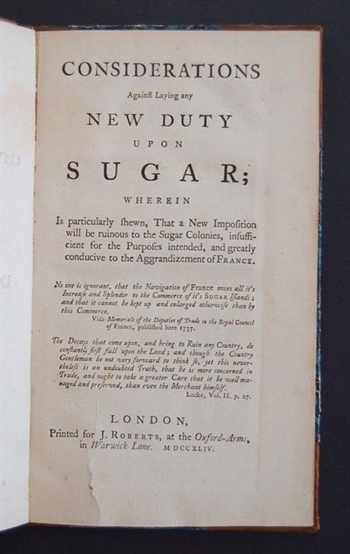 CONSIDERATIONS
Againſt Laying any
NEW DUTY
UPON
SUGAR;
WHEREIN
Is particularly ſhewn, That a New Impoſition
will be ruinous to the Sugar Colonies, inſuffi-
cient for the Purpoſes intended, and greatly
conducive to the Aggrandizement of FRANCE.
No one is ignorant, that the Navigation of France owes all it's
Increaſe and Splendor to the Commerce of it's SUGAR Iſlands;
and that it cannot be kept up and enlarged otherwiſe than by
this Commerce.
Vide Memorials of the Deputies of Trade to the Royal Council
of France, publiſhed here 1737.
The Decays that come upon, and bring to Ruin any Country, do
conſtantly firſt fall upon the Land; and though the Country
Gentleman be not very forward to think ſo, yet this never-
theleſs is an undoubted Truth, that he is more concerned in
Trade, and ought to take a greater Care that it be well ma-
naged and preſerved, than even the Merchant himſelf.
Locke, Vol. II. p. 27.
LONDON,
Printed for J. ROBERTS, at the Oxford-Arms,
in Warwick Lane. MDCCXLIV.